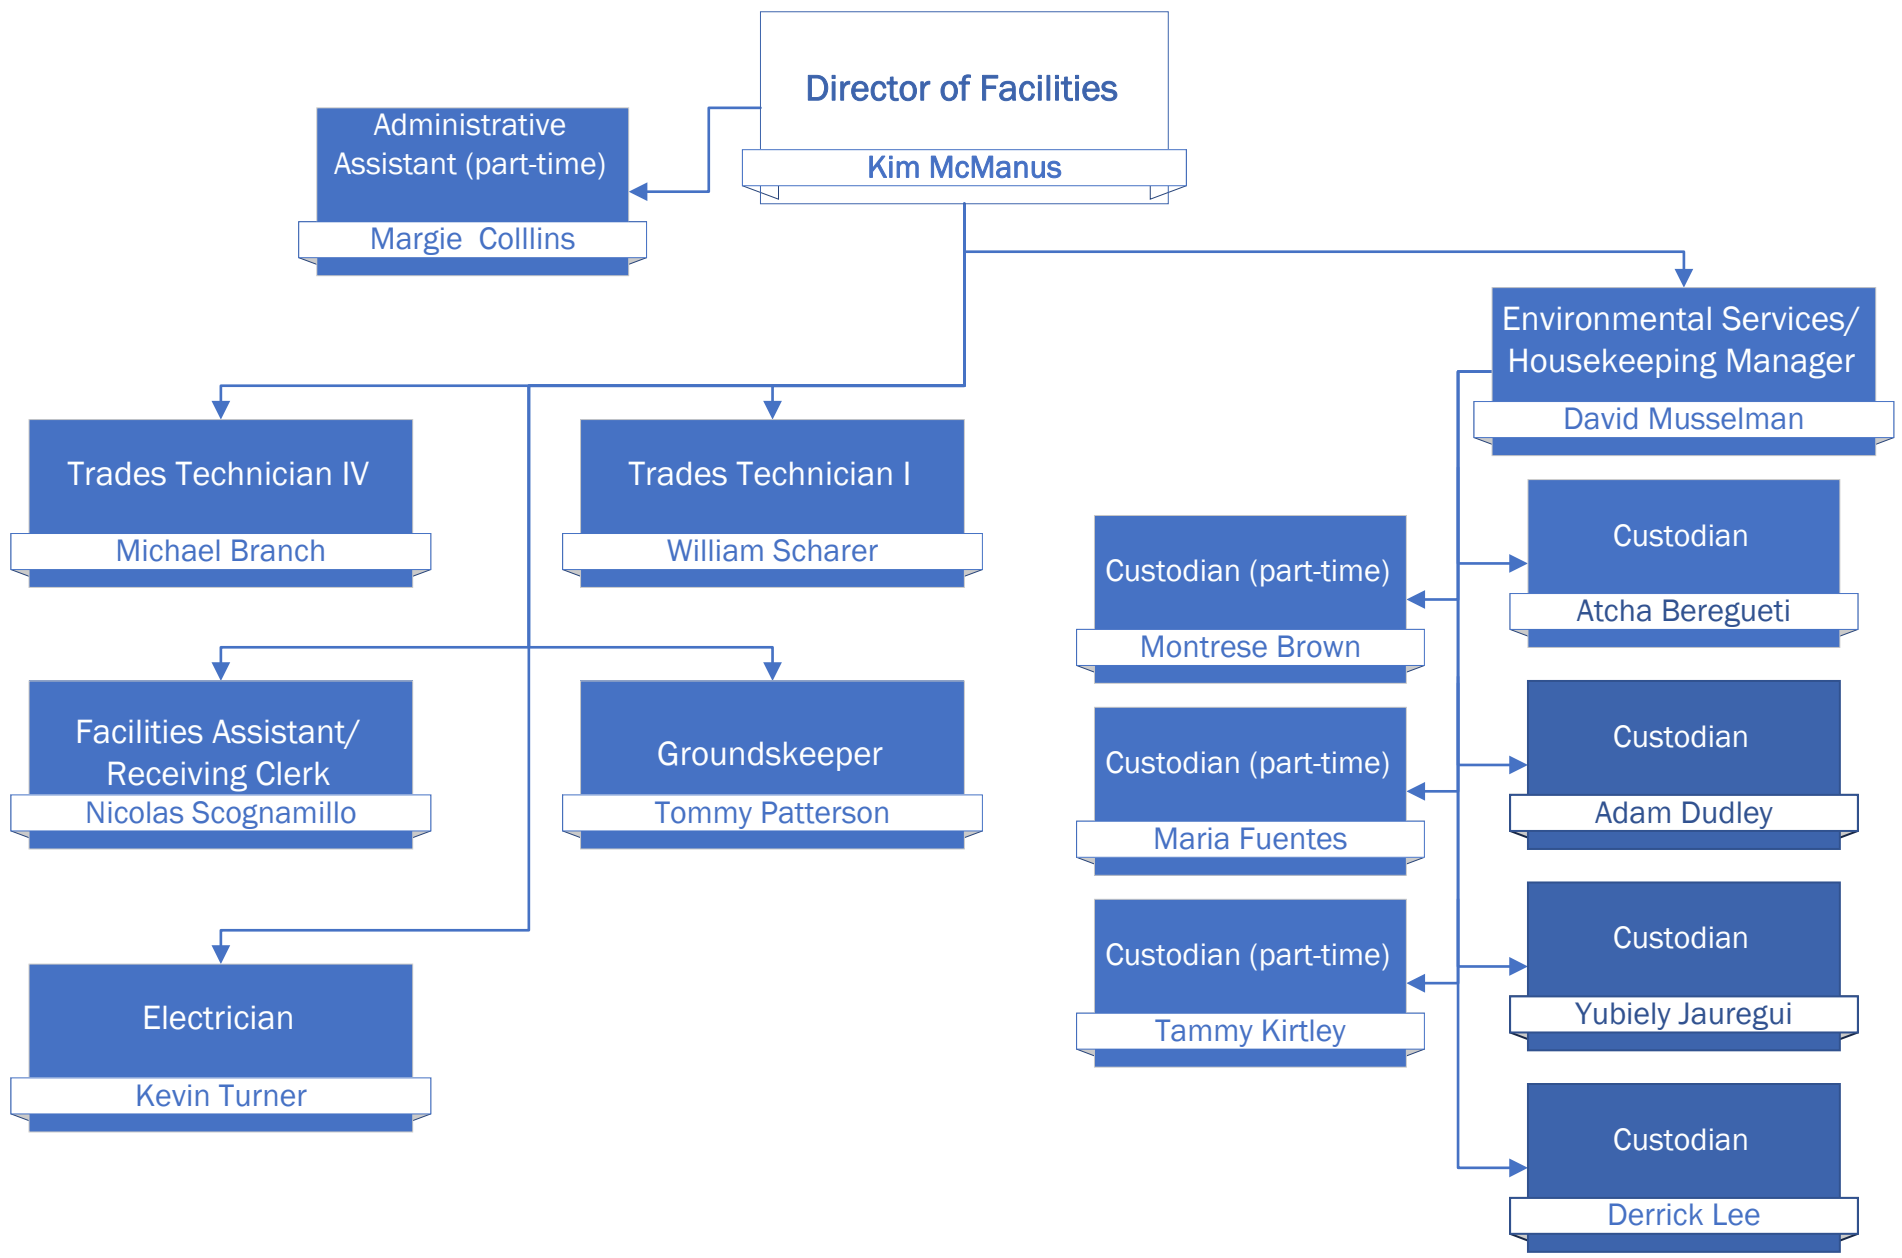 Director of Facilities
Kim McManus
Administrative
Assistant (part-time)
Margie  Colllins
Environmental Services/
Housekeeping Manager
David Musselman
Trades Technician IV
Michael Branch
Trades Technician I
William Scharer
Facilities Assistant/
Receiving Clerk
Nicolas Scognamillo
Groundskeeper
Tommy Patterson
Electrician
Kevin Turner
Custodian (part-time)
Montrese Brown
Custodian (part-time)
Maria Fuentes
Custodian (part-time)
Tammy Kirtley
Custodian
Atcha Beregueti
Custodian
Adam Dudley
Custodian
Yubiely Jauregui
Custodian
Derrick Lee